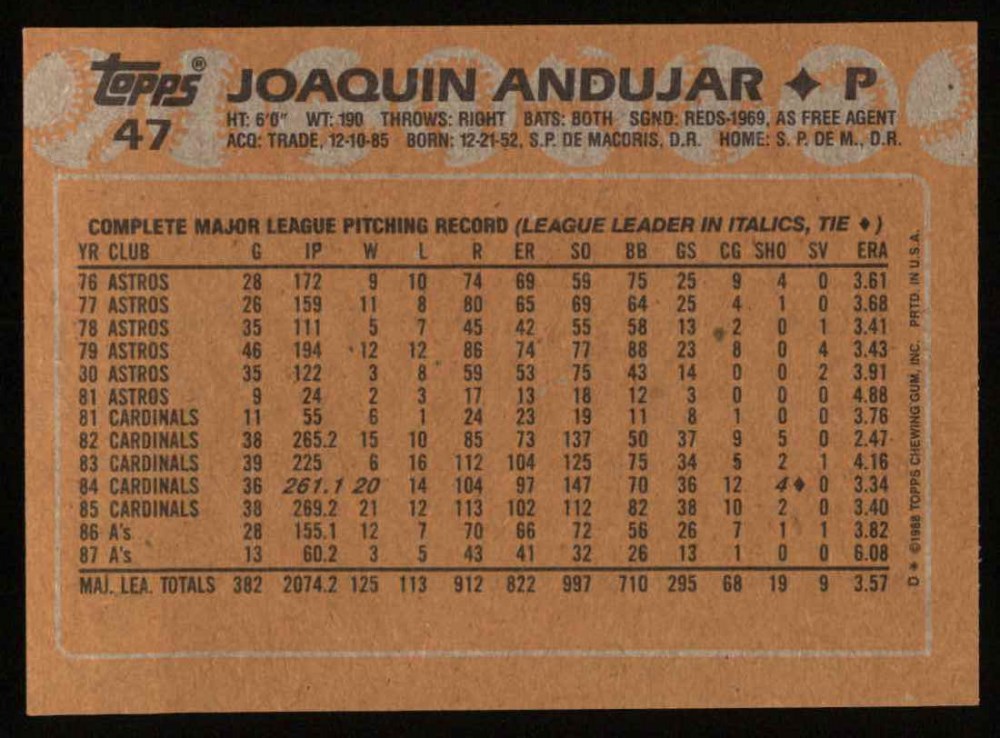 topps® JOAQUIN ANDUJAR ✦ P
47
HT: 6'0" WT: 190 THROWS: RIGHT BATS: BOTH SGND: REDS-1969, AS FREE AGENT
ACQ: TRADE, 12-10-85 BORN: 12-21-52, S.P. DE MACORIS, D.R. HOME: S. P. DE M., D.R.
COMPLETE MAJOR LEAGUE PITCHING RECORD (LEAGUE LEADER IN ITALICS, TIE ♦)
YR CLUB G IP W L R ER SO BB GS CG SHO SV ERA
76 ASTROS 28 172 9 10 74 69 59 75 25 9 4 0 3.61
77 ASTROS 26 159 11 8 80 65 69 64 25 4 1 0 3.68
78 ASTROS 35 111 5 7 45 42 55 58 13 2 0 1 3.41
79 ASTROS 46 194 12 12 86 74 77 88 23 8 0 4 3.43
30 ASTROS 35 122 3 8 59 53 75 43 14 0 0 2 3.91
81 ASTROS 9 24 2 3 17 13 18 12 3 0 0 0 4.88
81 CARDINALS 11 55 6 1 24 23 19 11 8 1 0 0 3.76
82 CARDINALS 38 265.2 15 10 85 73 137 50 37 9 5 0 2.47
83 CARDINALS 39 225 6 16 112 104 125 75 34 5 2 1 4.16
84 CARDINALS 36 261.1 20 14 104 97 147 70 36 12 4♦ 0 3.34
85 CARDINALS 38 269.2 21 12 113 102 112 82 38 10 2 0 3.40
86 A's 28 155.1 12 7 70 66 72 56 26 7 1 1 3.82
87 A's 13 60.2 3 5 43 41 32 26 13 1 0 0 6.08
MAJ. LEA. TOTALS 382 2074.2 125 113 912 822 997 710 295 68 19 9 3.57
D* ©1988 TOPPS CHEWING GUM, INC. PRTD. IN U.S.A.